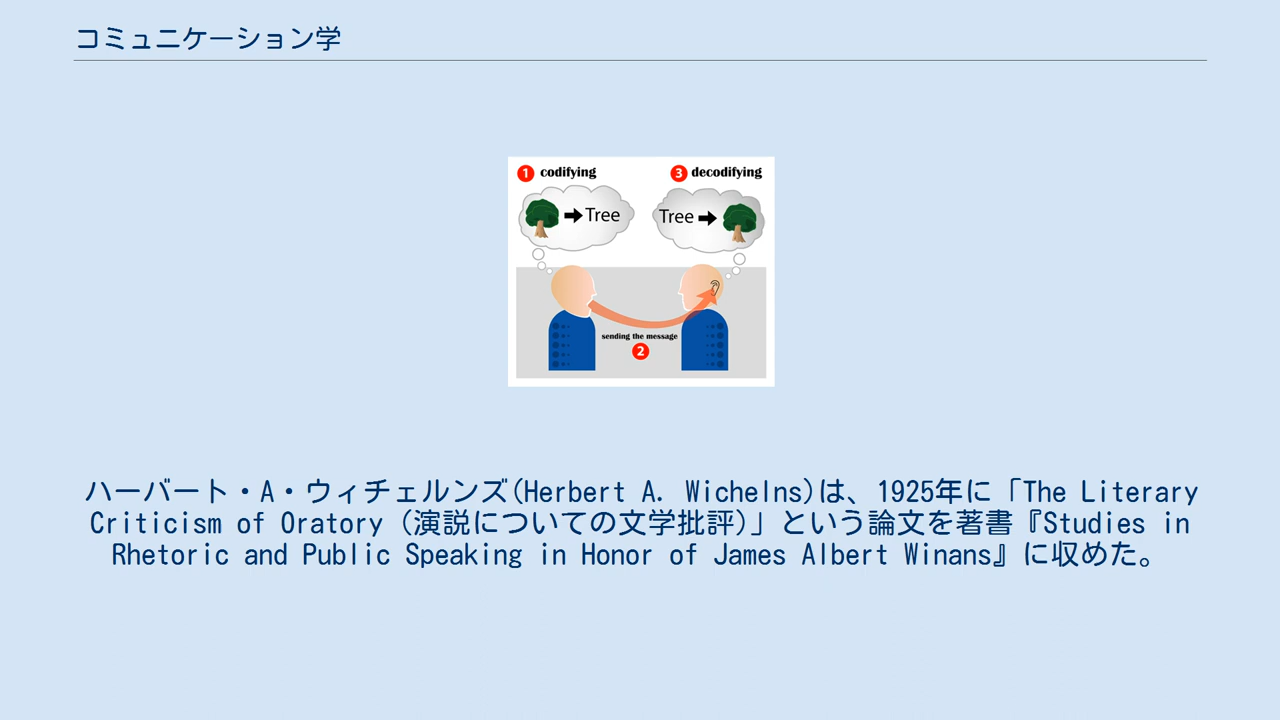 コミュニケーション学
1 codifying
3 decodifying
Tree
Tree
sending the message
2
ハーバート・A・ウィチェルンズ(Herbert A. Wichelns)は、1925年に「The Literary
Criticism of Oratory (演説についての文学批評)」という論文を著書『Studies in
Rhetoric and Public Speaking in Honor of James Albert Winans』に収めた。